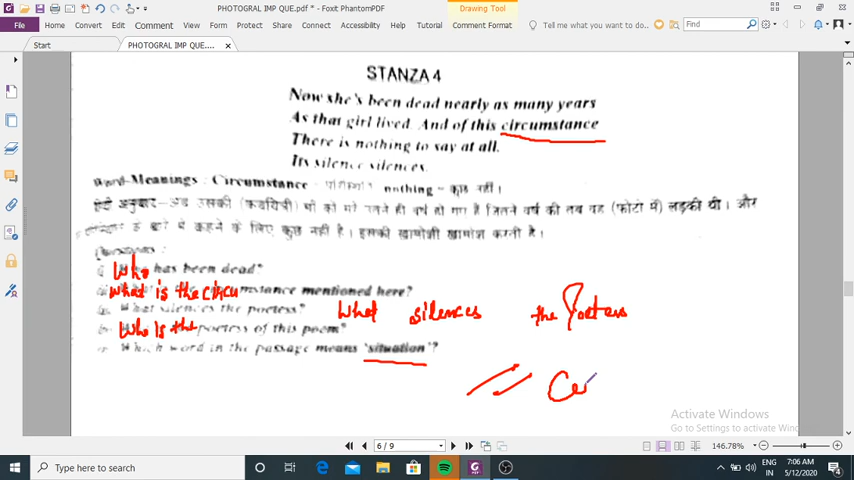 PHOTOGRAL IMP QUE.pdf * - Foxit PhantomPDF
Drawing Tool
File Home Convert Edit Organize Comment View Form Protect Share Connect Accessibility Help Tutorial Comment Format Tell me what you want to do... Find
Start PHOTOGRAL IMP QUE....
STANZA 4
Now she's been dead nearly as many years
As that girl lived. And of this circumstance
There is nothing to say at all.
Its silence silences.
Word-Meanings : Circumstance - nothing - कुछ नहीं।
हिन्दी अनुवाद- अब उसकी (कवयित्री) माँ को मरे उतने ही वर्ष हो गए हैं जितने वर्ष की तब वह (फोटो में) लड़की थी। और
के बारे में कहने के लिए कुछ नहीं है। इसकी खामोशी खामोश करती है।
Questions :
Who has been dead?
What is the circumstance mentioned here?
What silences the poetess? What silences the Poetess
Who is the poetess of this poem"
Which word in the passage means 'situation'?
Activate Windows
Go to Settings to activate Windows.
6 / 9 146.78%
Type here to search ENG IN 7:06 AM 5/12/2020 4